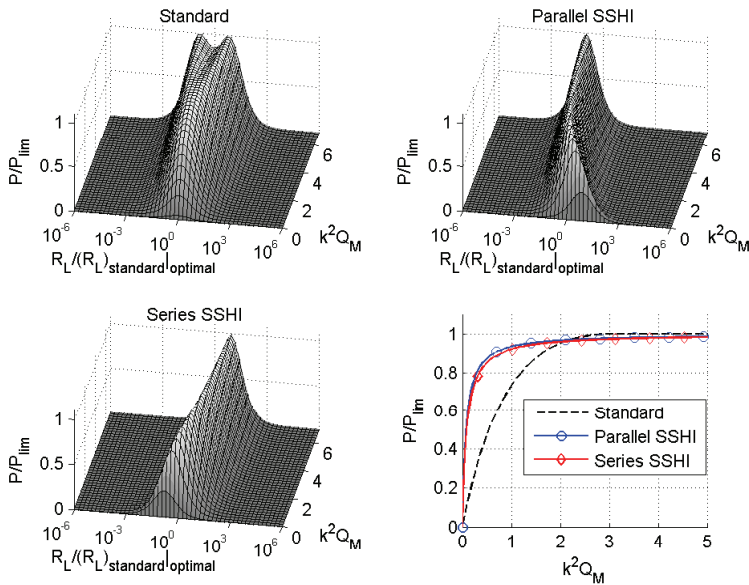 Standard
P/P_lim
1
0.5
0
10^-6
10^-3
10^0
10^3
10^6
R_L/(R_L)_standard|optimal
0
2
4
6
k^2Q_M
Parallel SSHI
P/P_lim
1
0.5
0
10^-6
10^-3
10^0
10^3
10^6
R_L/(R_L)_standard|optimal
0
2
4
6
k^2Q_M
Series SSHI
P/P_lim
1
0.5
0
10^-6
10^-3
10^0
10^3
10^6
R_L/(R_L)_standard|optimal
0
2
4
6
k^2Q_M
P/P_lim
1
0.8
0.6
0.4
0.2
0
0 1 2 3 4 5
k^2Q_M
Standard
Parallel SSHI
Series SSHI